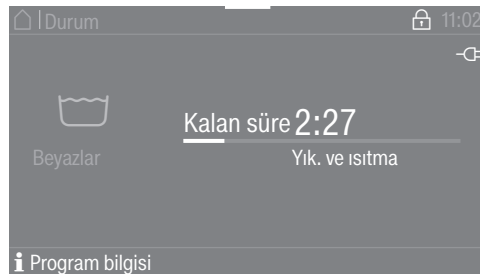 Durum 11:02
Kalan süre 2:27
Beyazlar
Yık. ve ısıtma
i Program bilgisi